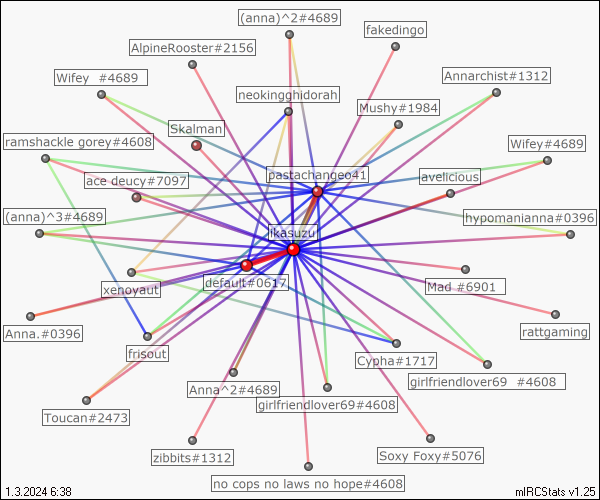 (anna)^2#4689
fakedingo
AlpineRooster#2156
Wifey #4689
Annarchist#1312
neokingghidorah
Mushy#1984
Skalman
ramshackle gorey#4608
Wifey#4689
pastachangeo41
avelicious
ace deucy#7097
(anna)^3#4689
hypomanianna#0396
ikasuzu
default#0617
Mad #6901
xenoyaut
Anna.#0396
rattgaming
frisout
Cypha#1717
girlfriendlover69 #4608
Anna^2#4689
girlfriendlover69#4608
Toucan#2473
zibbits#1312
Soxy Foxy#5076
no cops no laws no hope#4608
1.3.2024 6:38
mIRCStats v1.25